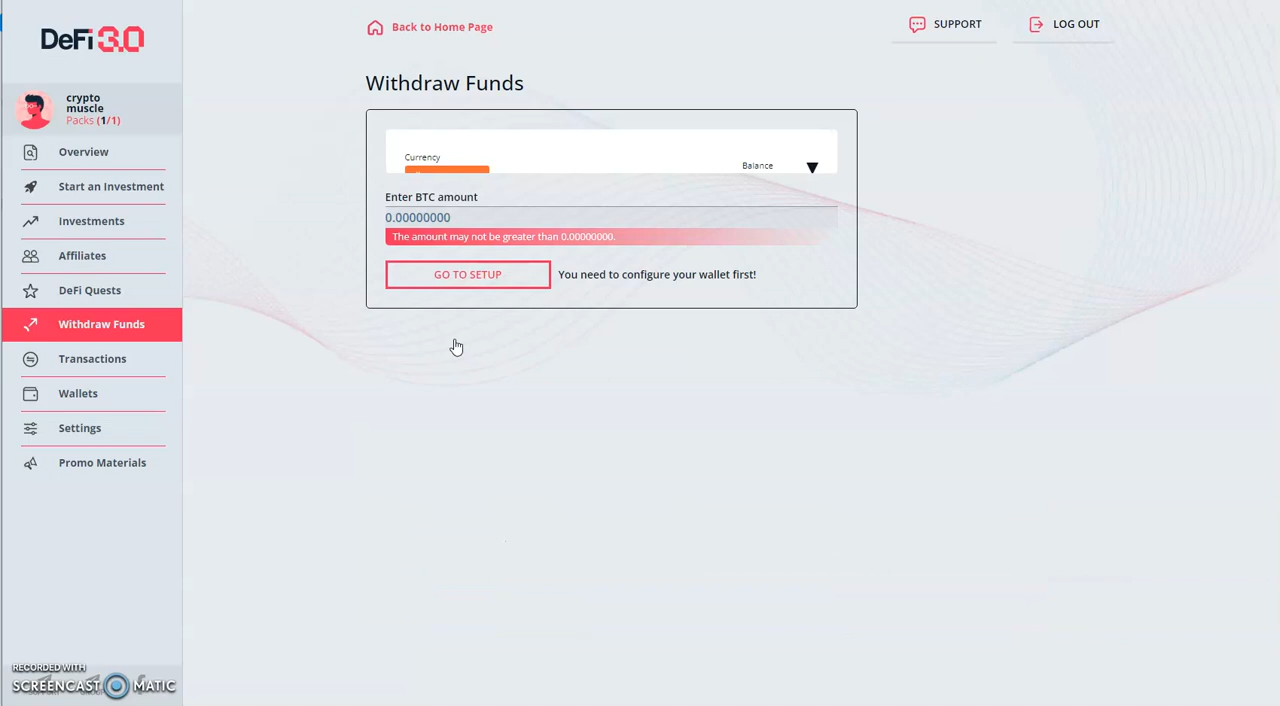 DeFi 3.0
Back to Home Page
SUPPORT
LOG OUT
crypto
muscle
Packs (1/1)
Overview
Start an Investment
Investments
Affiliates
DeFi Quests
Withdraw Funds
Transactions
Wallets
Settings
Promo Materials
Withdraw Funds
Currency
Balance
Enter BTC amount
0.00000000
The amount may not be greater than 0.00000000.
GO TO SETUP
You need to configure your wallet first!
RECORDED WITH
SCREENCAST MATIC